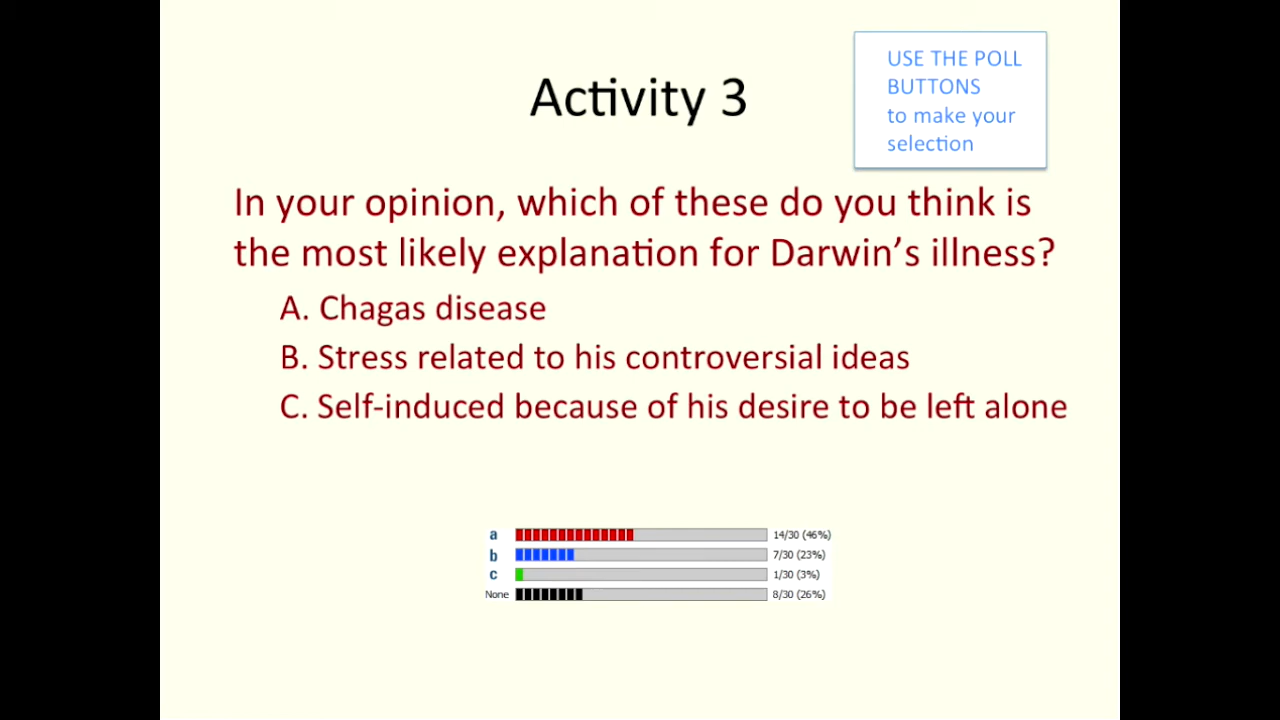 Activity 3
USE THE POLL
BUTTONS
to make your
selection
In your opinion, which of these do you think is
the most likely explanation for Darwin’s illness?
A. Chagas disease
B. Stress related to his controversial ideas
C. Self-induced because of his desire to be left alone
a 14/30 (46%)
b 7/30 (23%)
c 1/30 (3%)
None 8/30 (26%)